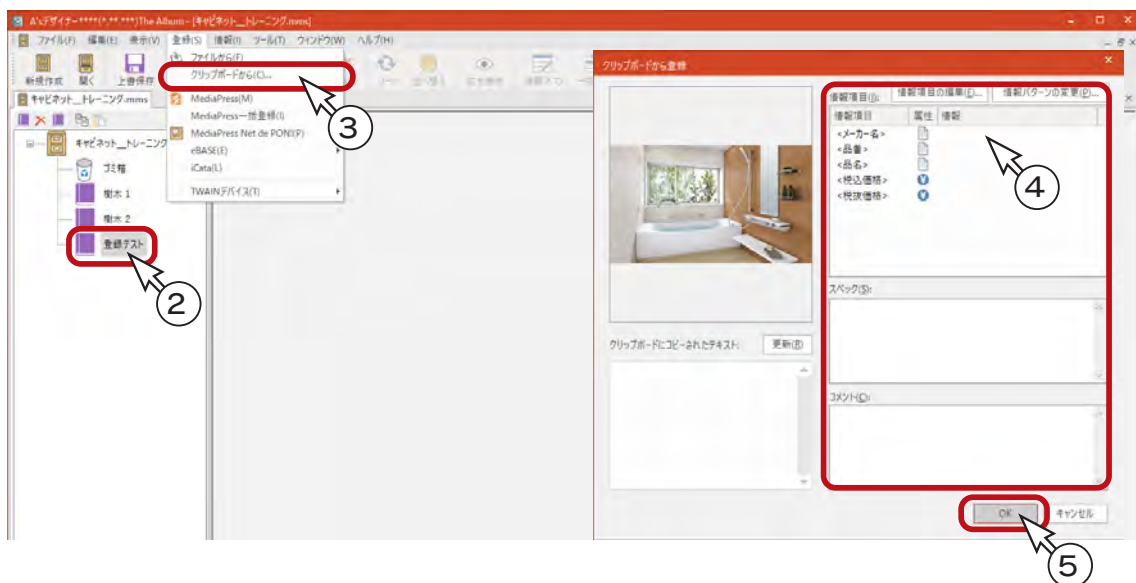 A'sデザイナー****(*.**.***)The Album - [キャビネット__トレーニング.mms]
ファイル(F) 編集(E) 表示(V) 登録(S) 情報(I) ツール(T) ウィンドウ(W) ヘルプ(H)
新規作成 開く 上書保存
ファイルから(F)
クリップボードから(C)...
MediaPress(M)
MediaPress一括登録(I)
MediaPress Net de PON!(P)
eBASE(E)
iCata(L)
TWAINデバイス(T)
③
キャビネット__トレーニング.mms
キャビネット__トレーニング
ゴミ箱
樹木 1
樹木 2
登録テスト
②
クリップボードから登録
情報項目(I): 情報項目の編集(E)... 情報パターンの変更(P)...
情報項目 属性 情報
<メーカー名>
<品番>
<品名>
<税込価格>
<税抜価格>
④
スペック(S):
クリップボードにコピーされたテキスト: 更新(B)
コメント(C):
OK キャンセル
⑤